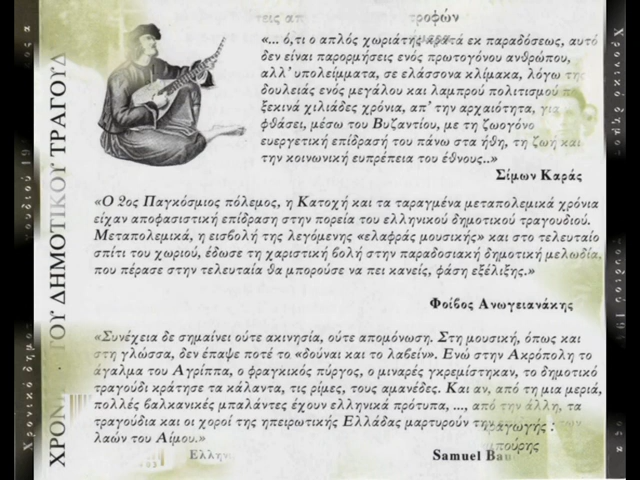 «... ό,τι ο απλός χωριάτης κρατά εκ παραδόσεως, αυτό
δεν είναι παρορμήσεις ενός πρωτογόνου ανθρώπου,
αλλ' υπολείμματα, σε ελάσσονα κλίμακα, λόγω της
δουλειάς ενός μεγάλου και λαμπρού πολιτισμού π
ξεκινά χιλιάδες χρόνια, απ' την αρχαιότητα, για
φθάσει, μέσω του Βυζαντίου, με τη ζωογόνο
ευεργετική επίδρασή του πάνω στα ήθη, τη ζωή και
την κοινωνική ευπρέπεια του έθνους..»
Σίμων Καράς
«Ο 2ος Παγκόσμιος πόλεμος, η Κατοχή και τα ταραγμένα μεταπολεμικά χρόνια
είχαν αποφασιστική επίδραση στην πορεία του ελληνικού δημοτικού τραγουδιού.
Μεταπολεμικά, η εισβολή της λεγόμενης «ελαφράς μουσικής» και στο τελευταίο
σπίτι του χωριού, έδωσε τη χαριστική βολή στην παραδοσιακή δημοτική μελωδία,
που πέρασε στην τελευταία θα μπορούσε να πει κανείς, φάση εξέλιξης.»
Φοίβος Ανωγειανάκης
«Συνέχεια δε σημαίνει ούτε ακινησία, ούτε απομόνωση. Στη μουσική, όπως και
στη γλώσσα, δεν έπαψε ποτέ το «δούναι και το λαβείν». Ενώ στην Ακρόπολη το
άγαλμα του Αγρίππα, ο φραγκικός πύργος, ο μιναρές γκρεμίστηκαν, το δημοτικό
τραγούδι κράτησε τα κάλαντα, τις ρίμες, τους αμανέδες. Και αν, από τη μια μεριά,
πολλές βαλκανικές μπαλάντες έχουν ελληνικά πρότυπα, ..., από την άλλη, τα
τραγούδια και οι χοροί της ηπειρωτικής Ελλάδας μαρτυρούν την των
λαών του Αίμου.»
Samuel Bau
ΧΡΟΝΙ ΤΟΥ ΔΗΜΟΤΙΚΟΥ ΤΡΑΓΟΥΔ